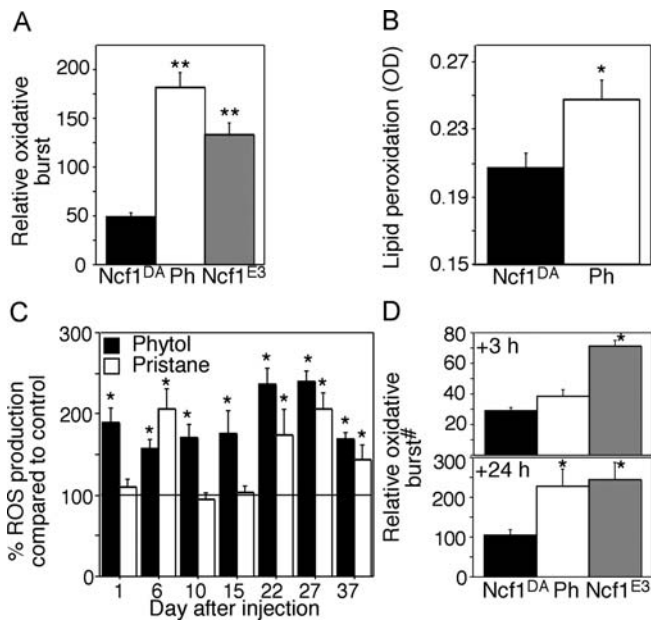 A
Relative oxidative
burst
200
150
100
50
0
**
**
Ncf1DA Ph Ncf1E3
B
Lipid peroxidation (OD)
0.27
0.23
0.19
0.15
*
Ncf1DA Ph
C
% ROS production
compared to control
300
200
100
0
Phytol
Pristane
* * * * * * * * * * *
1 6 10 15 22 27 37
Day after injection
D
Relative oxidative
burst#
+3 h
80
60
40
20
*
+24 h
300
200
100
0
* *
Ncf1DA Ph Ncf1E3